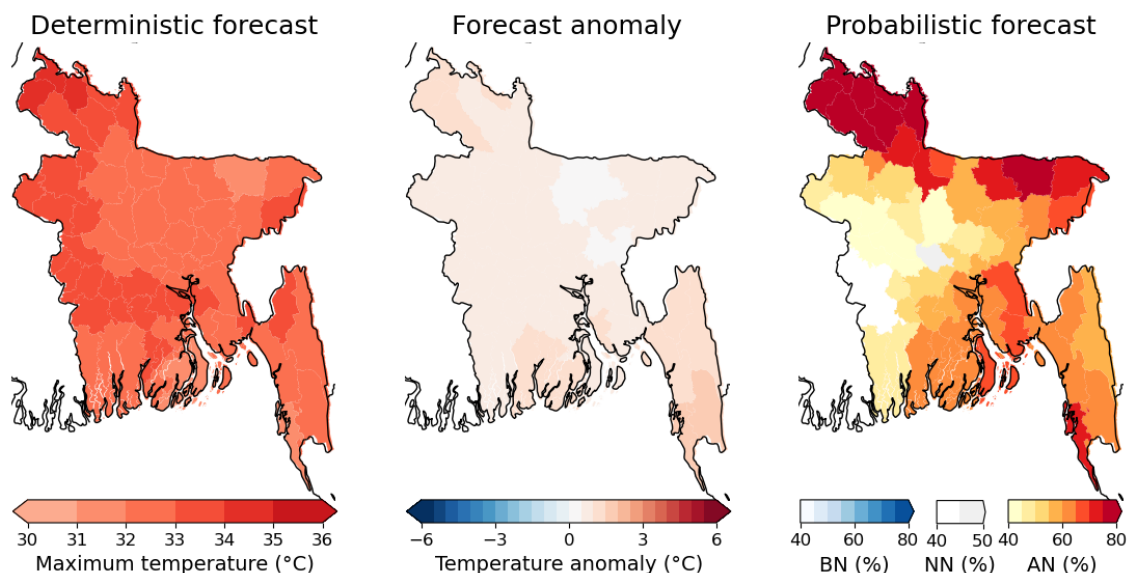 Deterministic forecast
Forecast anomaly
Probabilistic forecast
30 31 32 33 34 35 36
Maximum temperature (°C)
−6 −3 0 3 6
Temperature anomaly (°C)
40 60 80
BN (%)
40 50
NN (%)
40 60 80
AN (%)